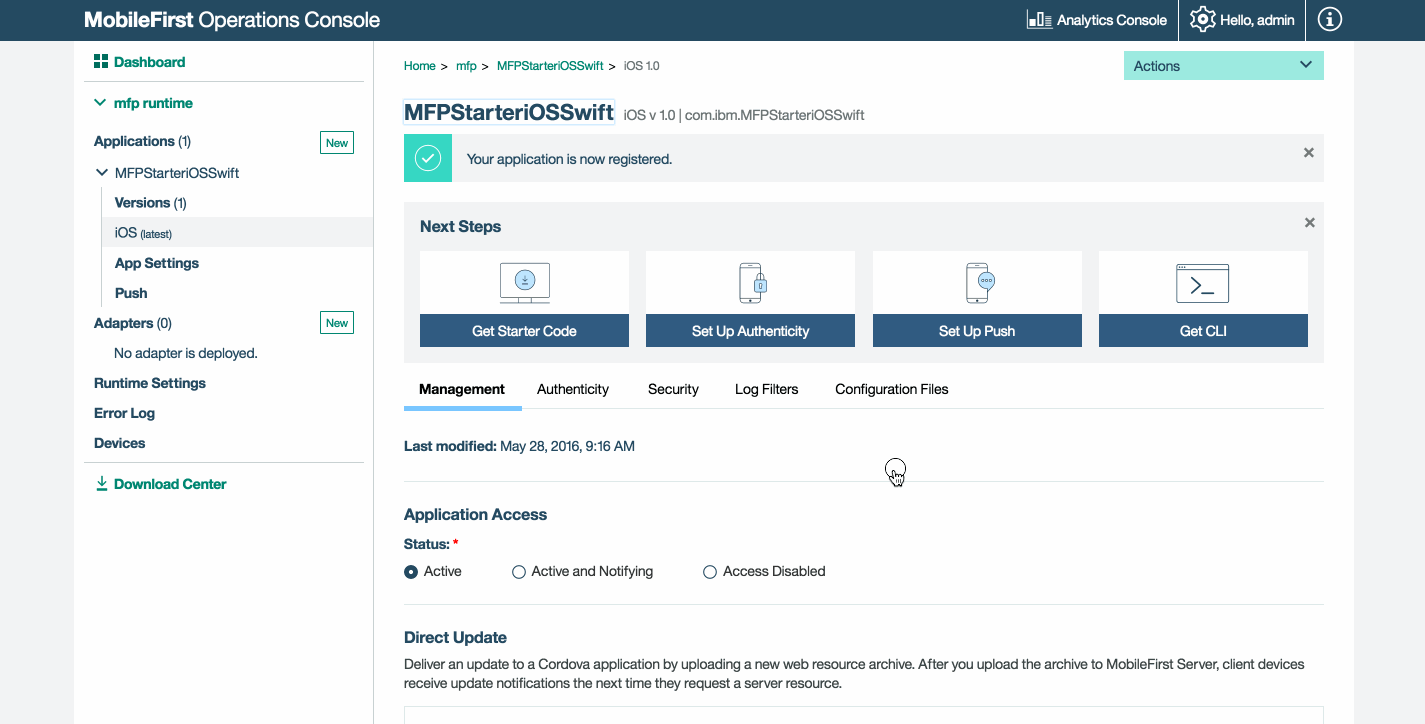 MobileFirst Operations Console
Analytics Console
Hello, admin
Dashboard
mfp runtime
Applications (1)
New
MFPStarteriOSSwift
Versions (1)
iOS (latest)
App Settings
Push
Adapters (0)
New
No adapter is deployed.
Runtime Settings
Error Log
Devices
Download Center
Home > mfp > MFPStarteriOSSwift > iOS 1.0
Actions
MFPStarteriOSSwift iOS v 1.0 | com.ibm.MFPStarteriOSSwift
Your application is now registered.
Next Steps
Get Starter Code
Set Up Authenticity
Set Up Push
Get CLI
Management
Authenticity
Security
Log Filters
Configuration Files
Last modified: May 28, 2016, 9:16 AM
Application Access
Status: *
Active
Active and Notifying
Access Disabled
Direct Update
Deliver an update to a Cordova application by uploading a new web resource archive. After you upload the archive to MobileFirst Server, client devices
receive update notifications the next time they request a server resource.